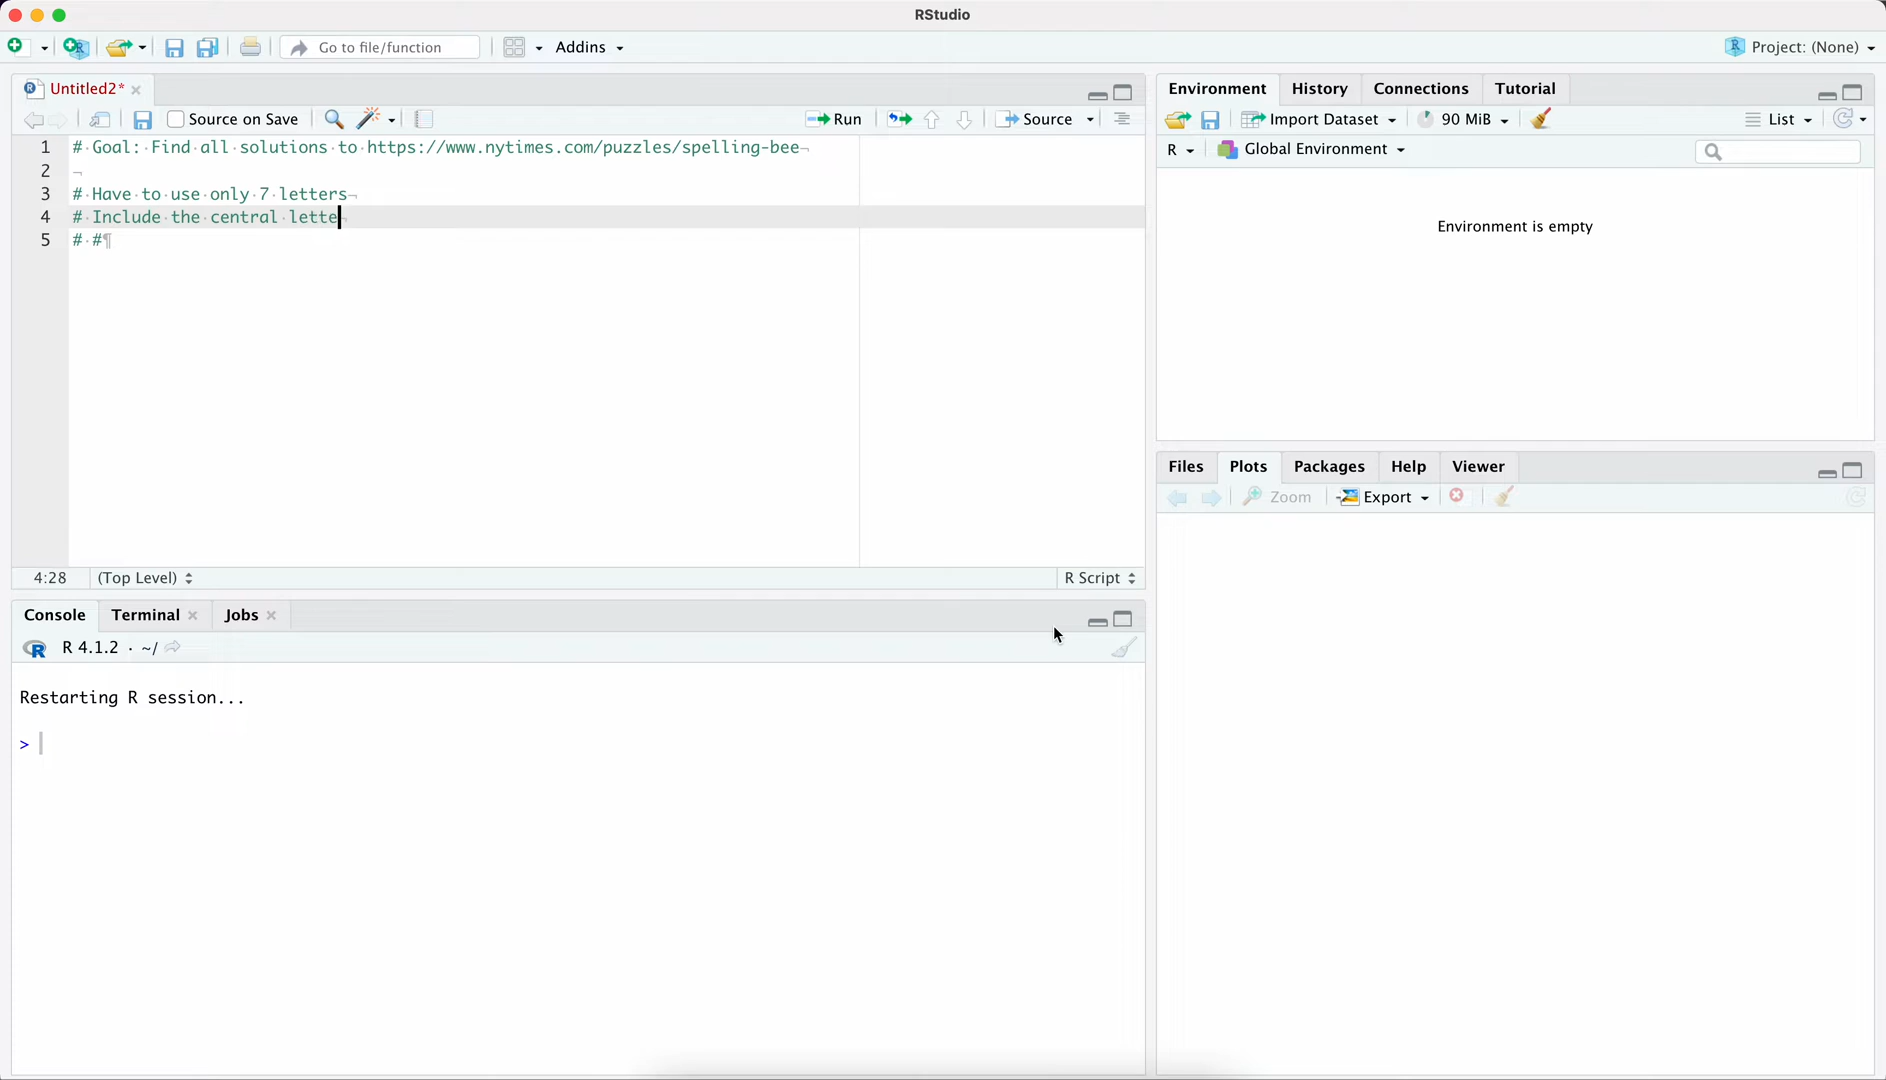 RStudio
Go to file/function
Addins
Project: (None)
Untitled2*
Source on Save
Run
Source
1 # Goal: Find all solutions to https://www.nytimes.com/puzzles/spelling-bee
2
3 # Have to use only 7 letters
4 # Include the central lette
5 # #
4:28
(Top Level)
R Script
Console
Terminal
Jobs
R 4.1.2 · ~/
Restarting R session...
>
Environment
History
Connections
Tutorial
Import Dataset
90 MiB
List
R
Global Environment
Environment is empty
Files
Plots
Packages
Help
Viewer
Zoom
Export